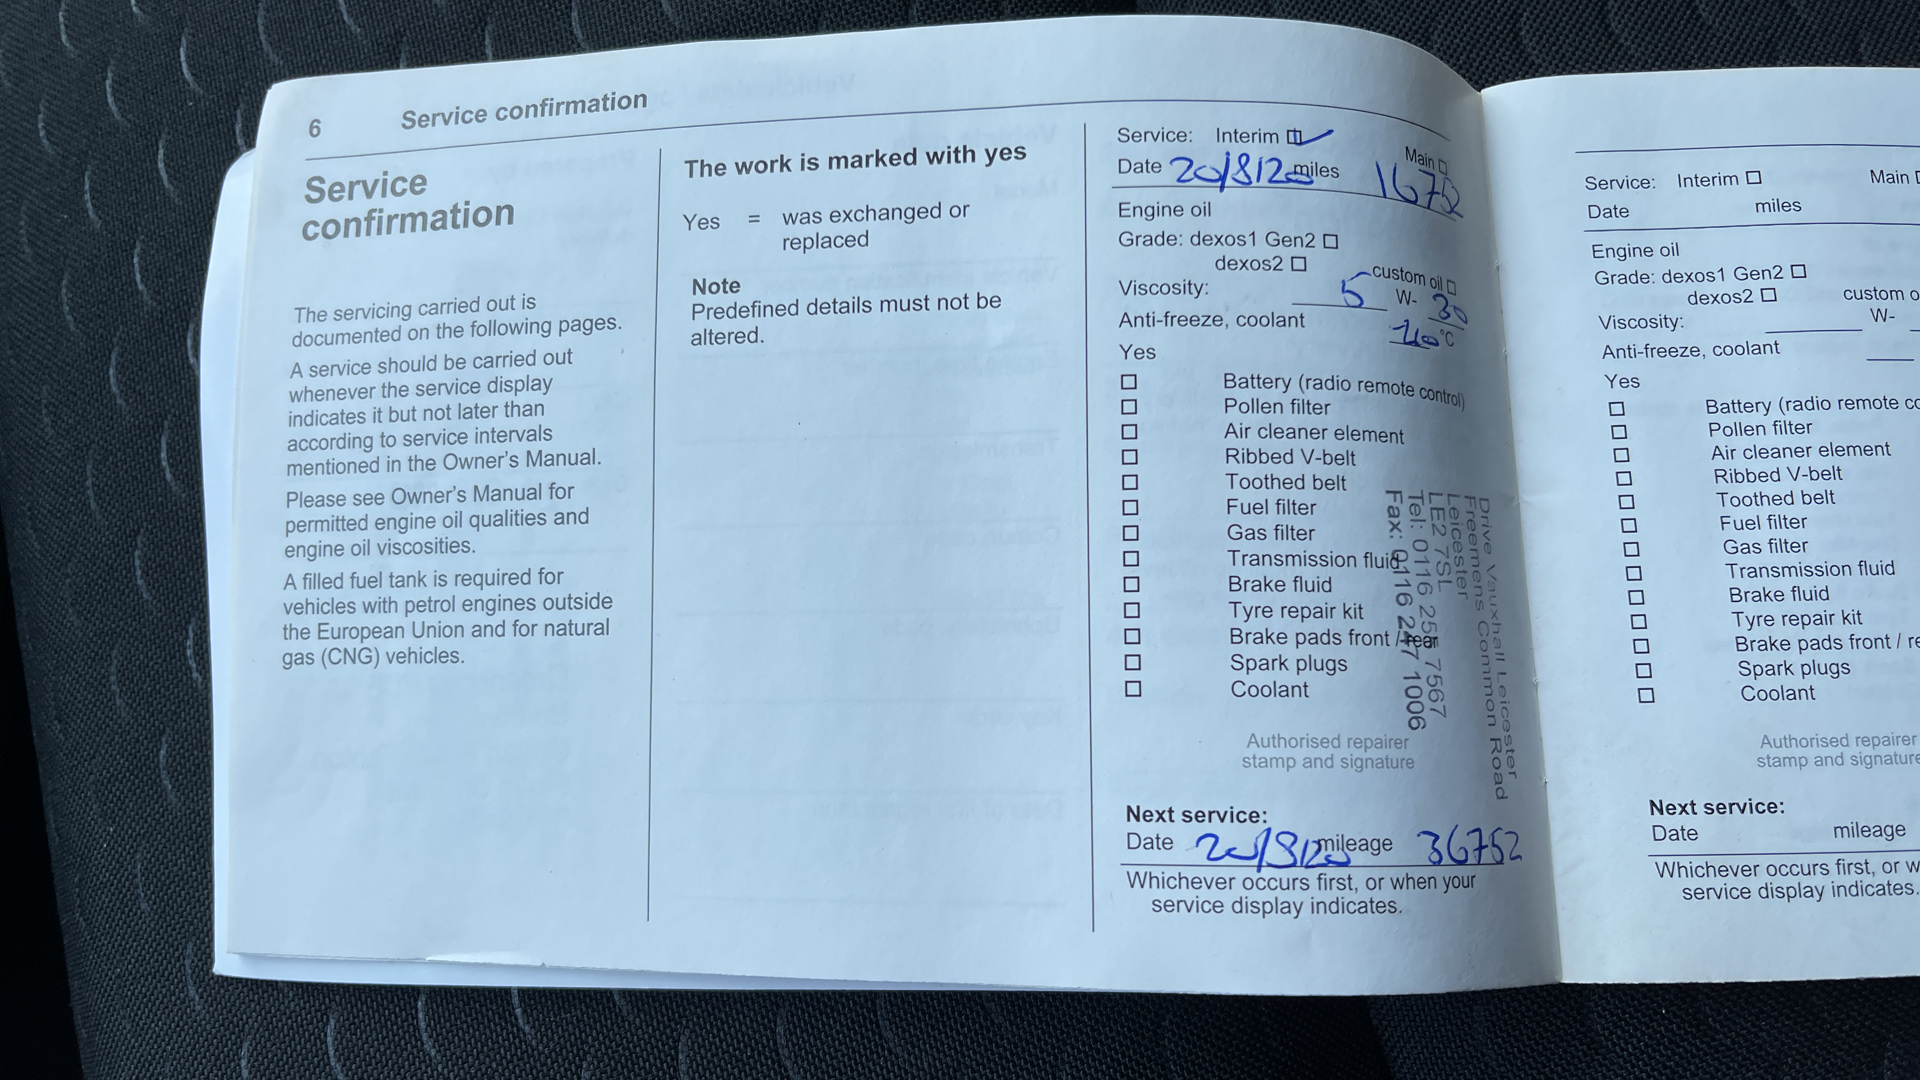 6 Service confirmation
Service
confirmation
The servicing carried out is
documented on the following pages.
A service should be carried out
whenever the service display
indicates it but not later than
according to service intervals
mentioned in the Owner's Manual.
Please see Owner's Manual for
permitted engine oil qualities and
engine oil viscosities.
A filled fuel tank is required for
vehicles with petrol engines outside
the European Union and for natural
gas (CNG) vehicles.
The work is marked with yes
Yes = was exchanged or
replaced
Note
Predefined details must not be
altered.
Service: Interim Main
Date 20/8/20 miles 16752
Engine oil
Grade: dexos1 Gen2
dexos2 custom oil
Viscosity: 5 W- 30
Anti-freeze, coolant °C
Yes
Battery (radio remote control)
Pollen filter
Air cleaner element
Ribbed V-belt
Toothed belt
Fuel filter
Gas filter
Transmission fluid
Brake fluid
Tyre repair kit
Brake pads front / rear
Spark plugs
Coolant
Drive Vauxhall Leicester
Freemens Common Road
Leicester
LE2 7SL
Tel: 0116 255 7567
Fax: 0116 247 1006
Authorised repairer
stamp and signature
Next service:
Date mileage 36752
Whichever occurs first, or when your
service display indicates.
Service: Interim Main
Date miles
Engine oil
Grade: dexos1 Gen2
dexos2 custom o
Viscosity: W-
Anti-freeze, coolant
Yes
Battery (radio remote co
Pollen filter
Air cleaner element
Ribbed V-belt
Toothed belt
Fuel filter
Gas filter
Transmission fluid
Brake fluid
Tyre repair kit
Brake pads front / re
Spark plugs
Coolant
Authorised repairer
stamp and signature
Next service:
Date mileage
Whichever occurs first, or w
service display indicates.